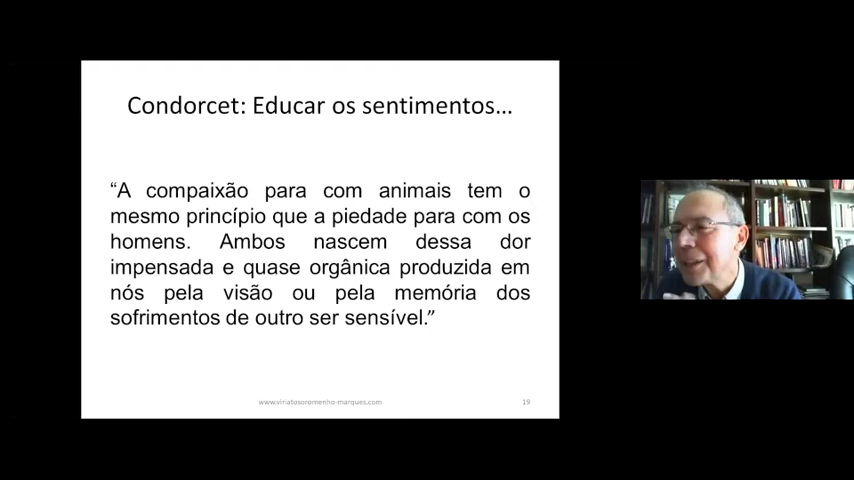 Condorcet: Educar os sentimentos...
“A compaixão para com animais tem o
mesmo princípio que a piedade para com os
homens. Ambos nascem dessa dor
impensada e quase orgânica produzida em
nós pela visão ou pela memória dos
sofrimentos de outro ser sensível.”
www.viriatosoromenho-marques.com
19